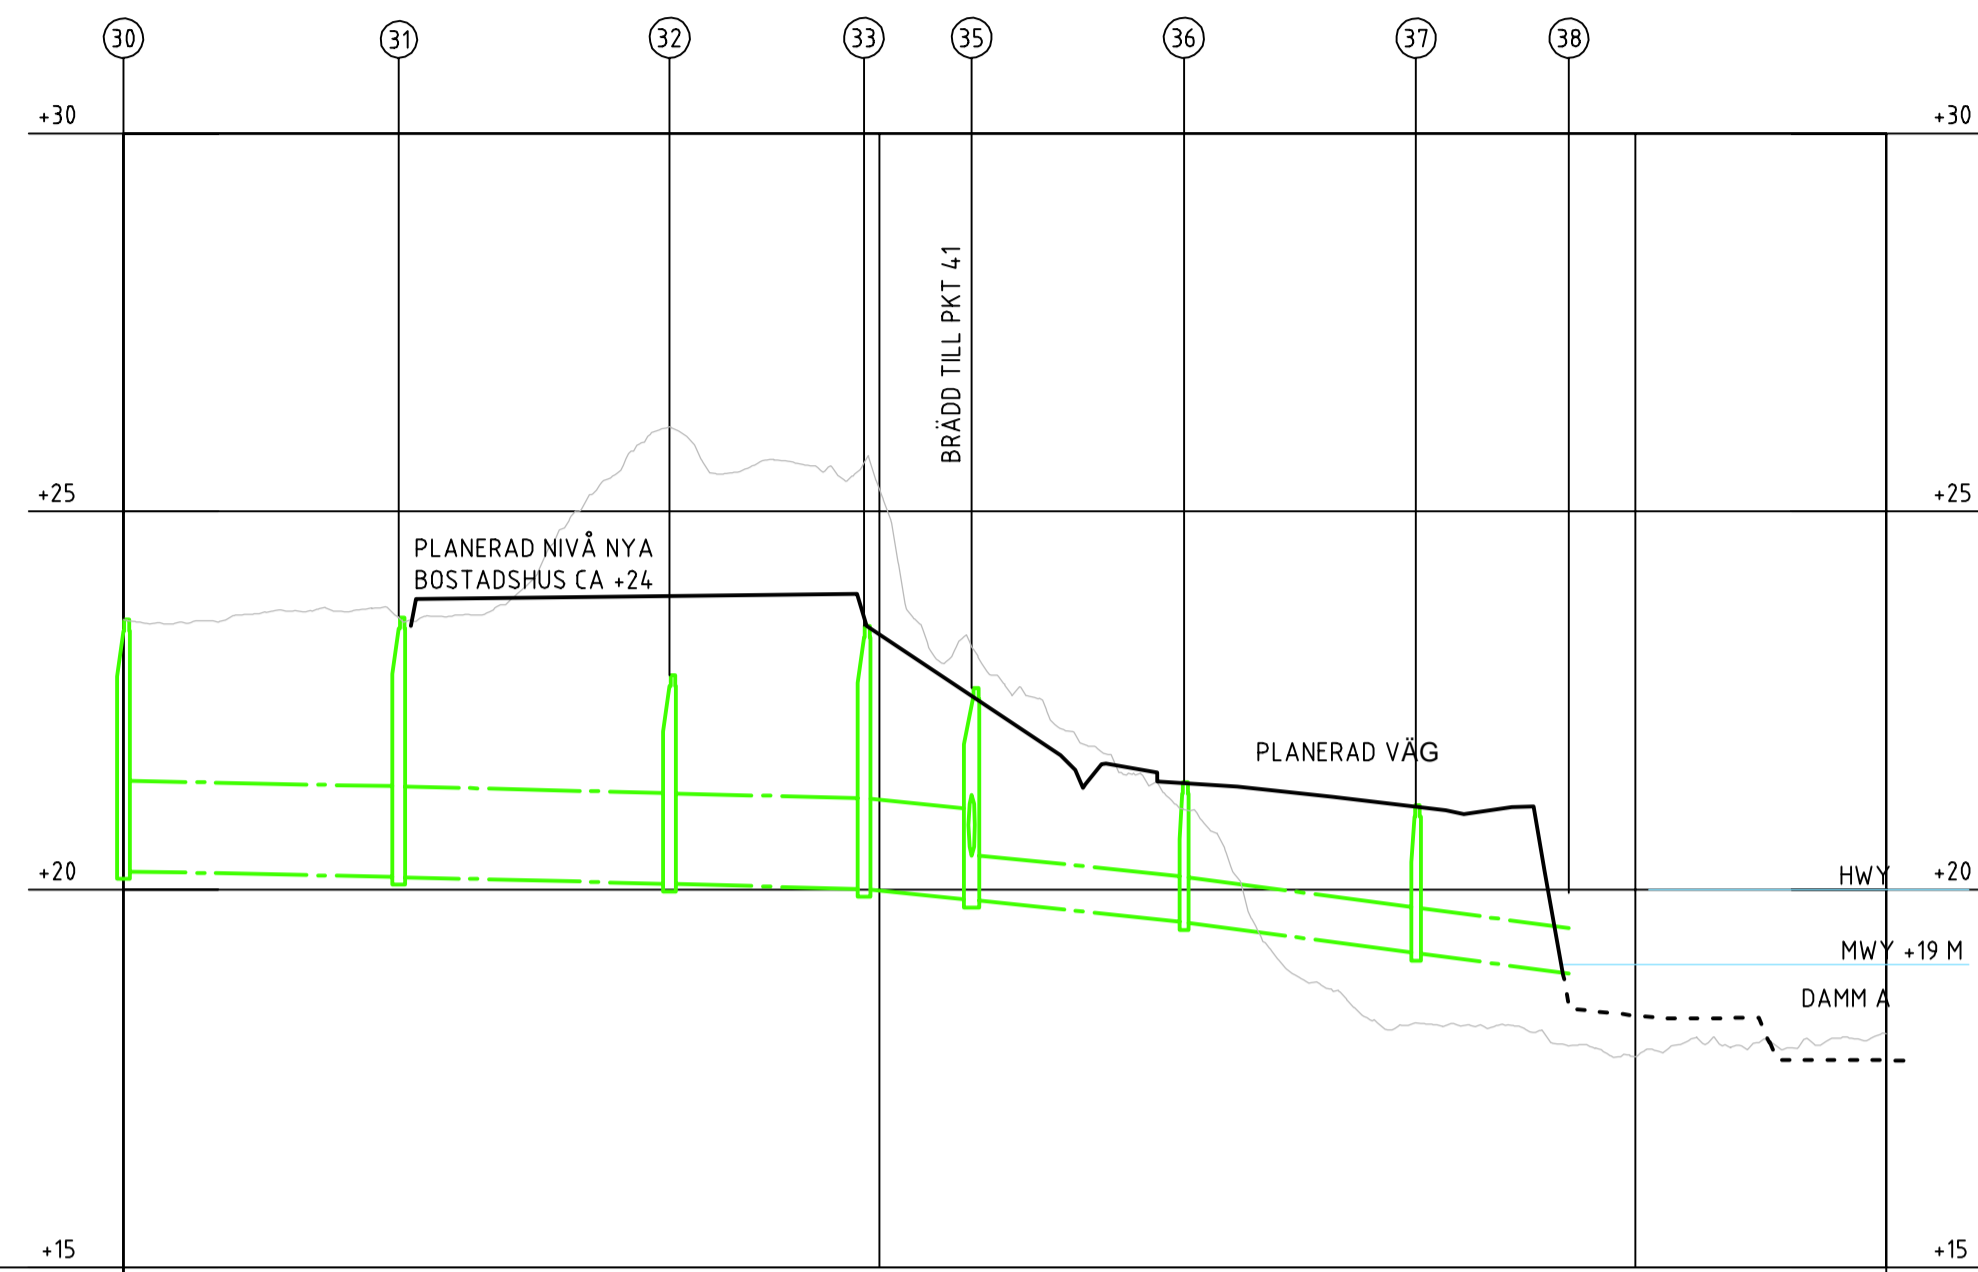 30
31
32
33
35
36
37
38
+30
+30
BRÄDD TILL PKT 41
+25
+25
PLANERAD NIVÅ NYA
BOSTADSHUS CA +24
PLANERAD VÄG
+20
HWY
+20
MWY +19 M
DAMM A
+15
+15